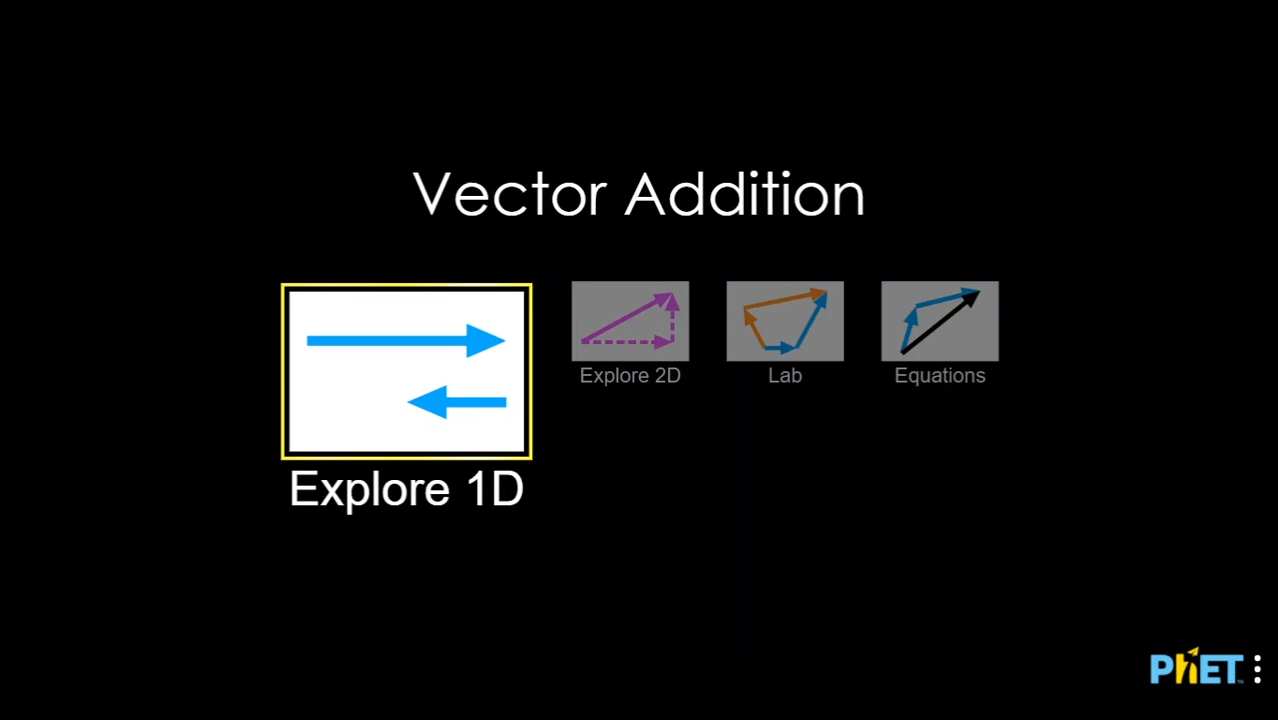 Vector Addition
Explore 2D
Lab
Equations
Explore 1D
PhET